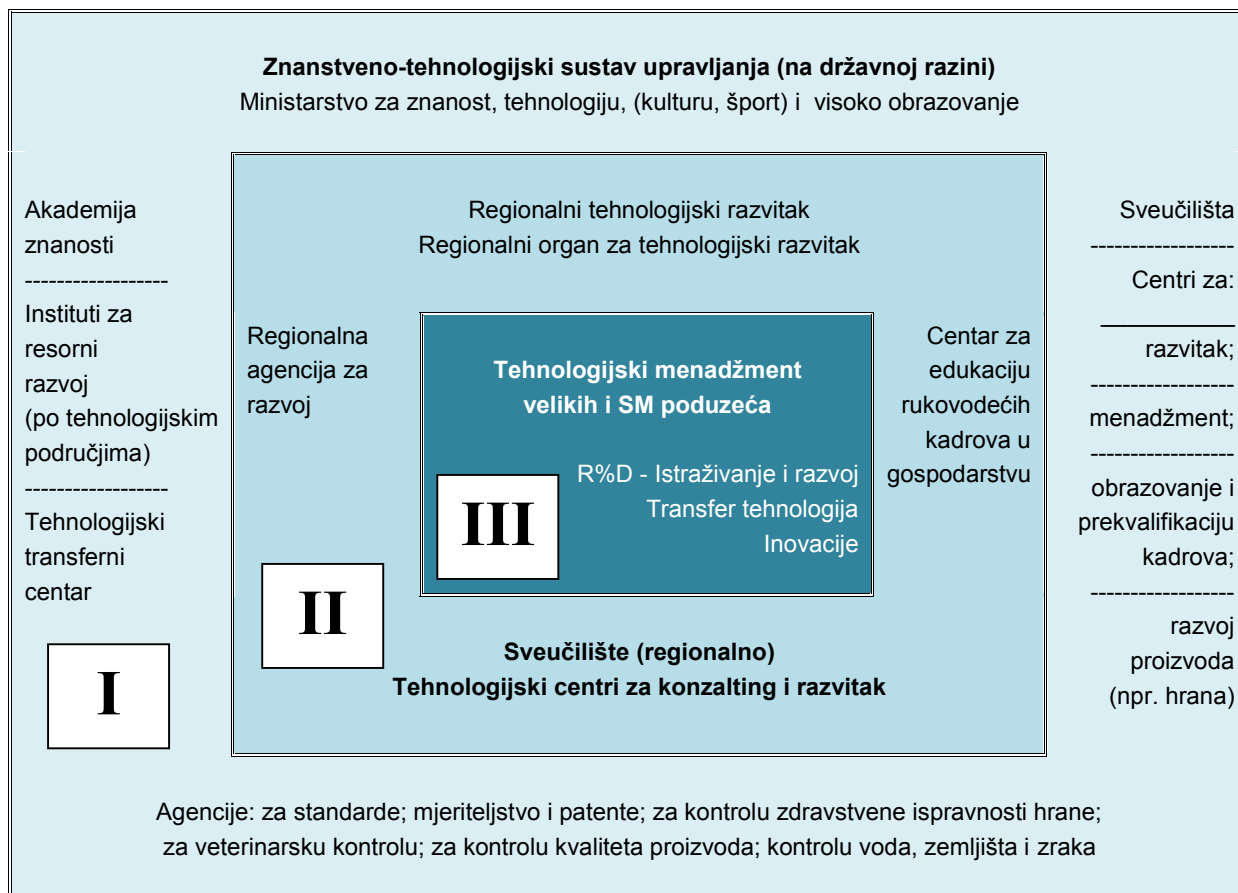 Znanstveno-tehnologijski sustav upravljanja (na državnoj razini)
Ministarstvo za znanost, tehnologiju, (kulturu, šport) i visoko obrazovanje
Akademija
znanosti
------------------
Instituti za
resorni
razvoj
(po tehnologijskim
područjima)
------------------
Tehnologijski
transferni
centar
I
Regionalni tehnologijski razvitak
Regionalni organ za tehnologijski razvitak
Regionalna
agencija za
razvoj
II
Tehnologijski menadžment
velikih i SM poduzeća
R%D - Istraživanje i razvoj
Transfer tehnologija
Inovacije
III
Centar za
edukaciju
rukovodećih
kadrova u
gospodarstvu
Sveučilište (regionalno)
Tehnologijski centri za konzalting i razvitak
Sveučilišta
------------------
Centri za:
___________
razvitak;
------------------
menadžment;
------------------
obrazovanje i
prekvalifikaciju
kadrova;
------------------
razvoj
proizvoda
(npr. hrana)
Agencije: za standarde; mjeriteljstvo i patente; za kontrolu zdravstvene ispravnosti hrane;
za veterinarsku kontrolu; za kontrolu kvaliteta proizvoda; kontrolu voda, zemljišta i zraka